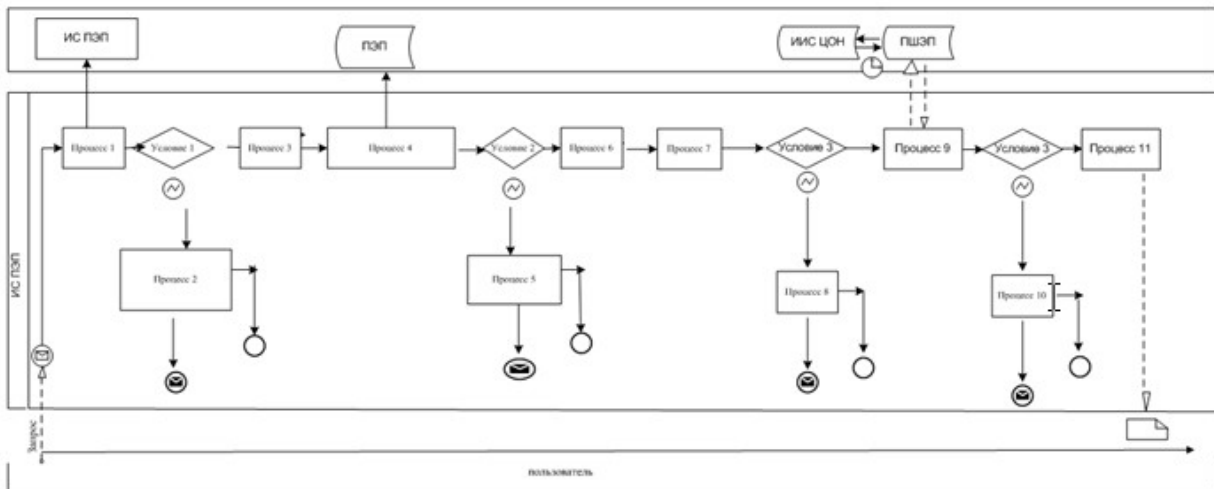 ИС ПЭП
ПЭП
ИИС ЦОН
ПШЭП
Процесс 1
Условие 1
Процесс 3
Процесс 4
Условие 2
Процесс 6
Процесс 7
Условие 3
Процесс 9
Условие 3
Процесс 11
Процесс 2
Процесс 5
Процесс 8
Процесс 10
ИС ПЭП
Запрос
пользователь